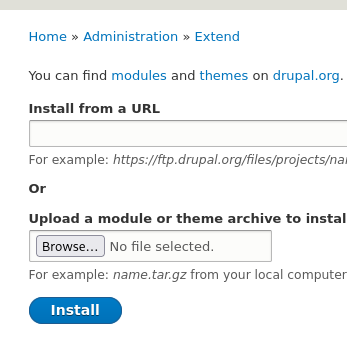 Home » Administration » Extend
You can find modules and themes on drupal.org.
Install from a URL
For example: https://ftp.drupal.org/files/projects/
Or
Upload a module or theme archive to
Browse... No file selected.
For example: name.tar.gz from your local computer
Install